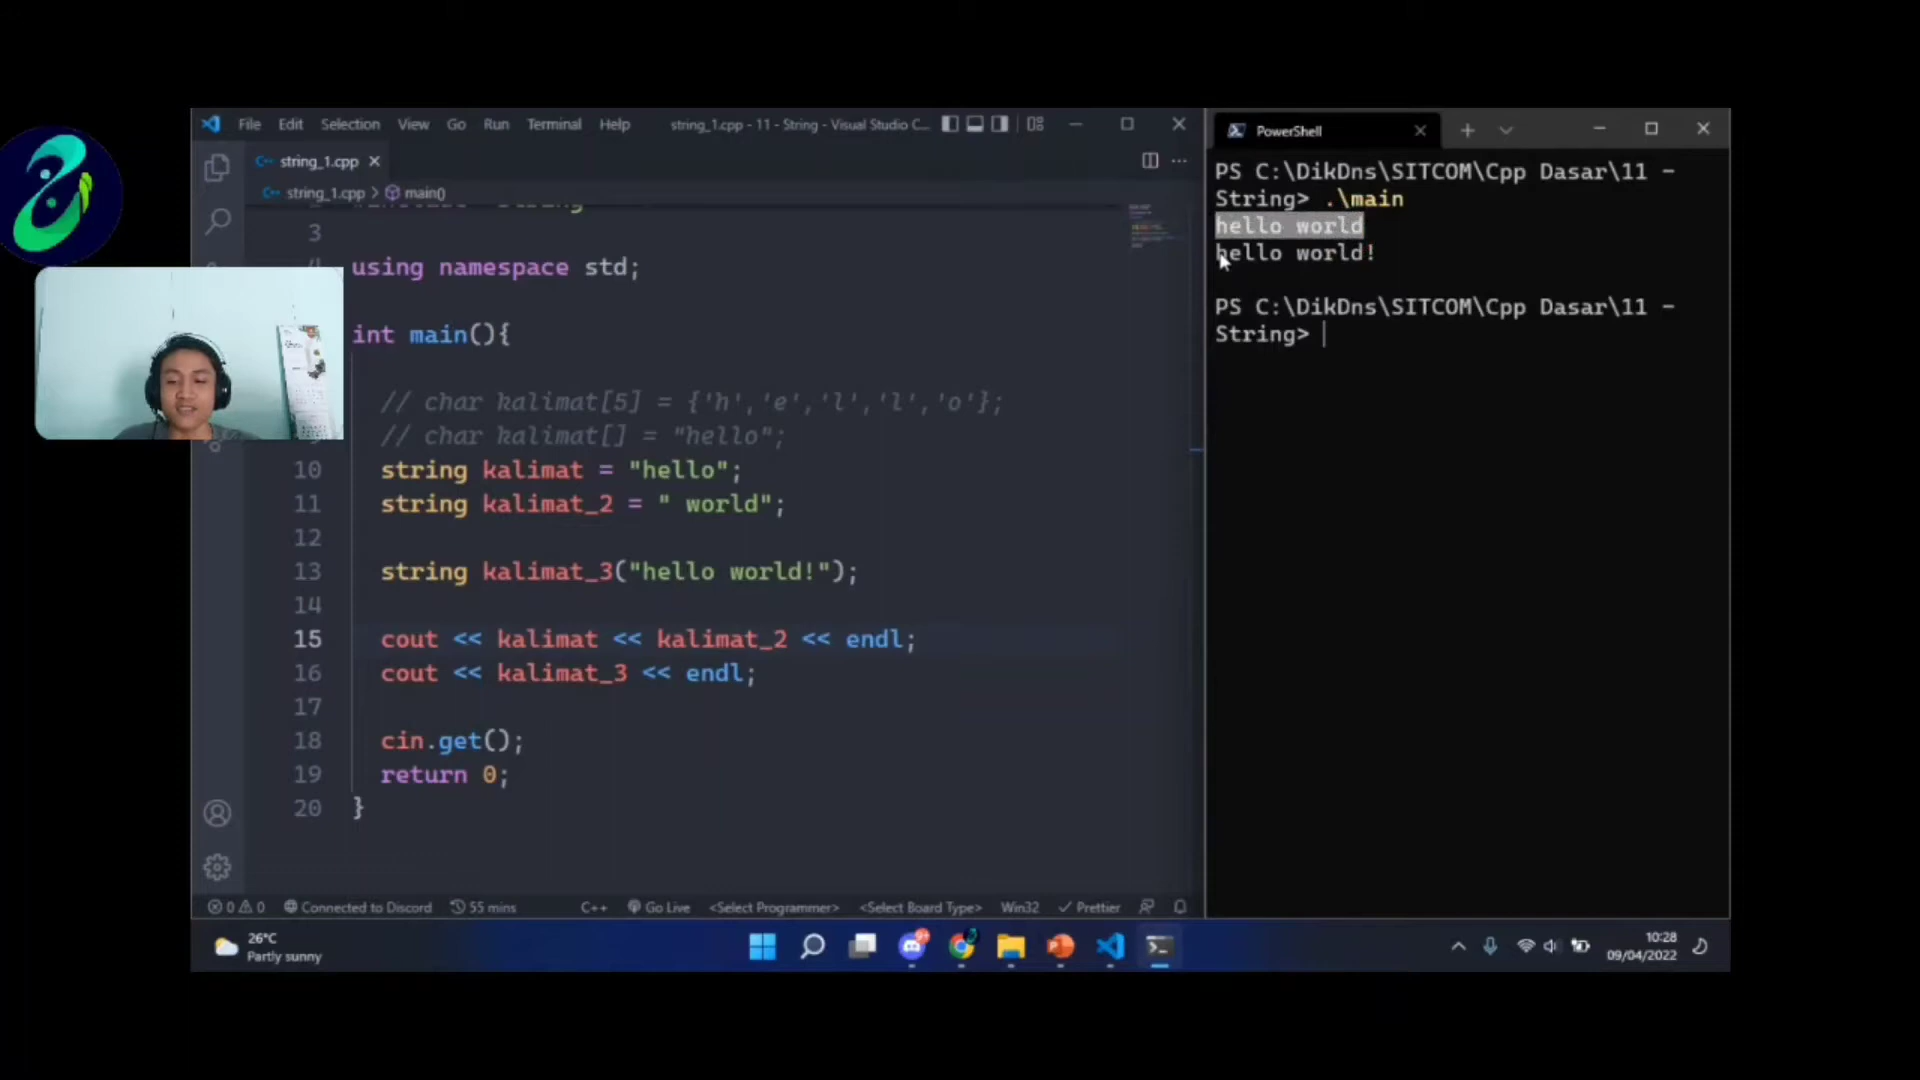 File Edit Selection View Go Run Terminal Help string_1.cpp - 11 - String - Visual Studio C...
string_1.cpp
string_1.cpp > main()
3
using namespace std;
int main(){
// char kalimat[5] = {'h','e','l','l','o'};
// char kalimat[] = "hello";
10 string kalimat = "hello";
11 string kalimat_2 = " world";
12
13 string kalimat_3("hello world!");
14
15 cout << kalimat << kalimat_2 << endl;
16 cout << kalimat_3 << endl;
17
18 cin.get();
19 return 0;
20 }
0 0 Connected to Discord 55 mins C++ Go Live <Select Programmer> <Select Board Type> Win32 Prettier
PowerShell
PS C:\DikDns\SITCOM\Cpp Dasar\11 -
String> .\main
hello world
hello world!
PS C:\DikDns\SITCOM\Cpp Dasar\11 -
String>
26°C
Partly sunny
10:28
09/04/2022